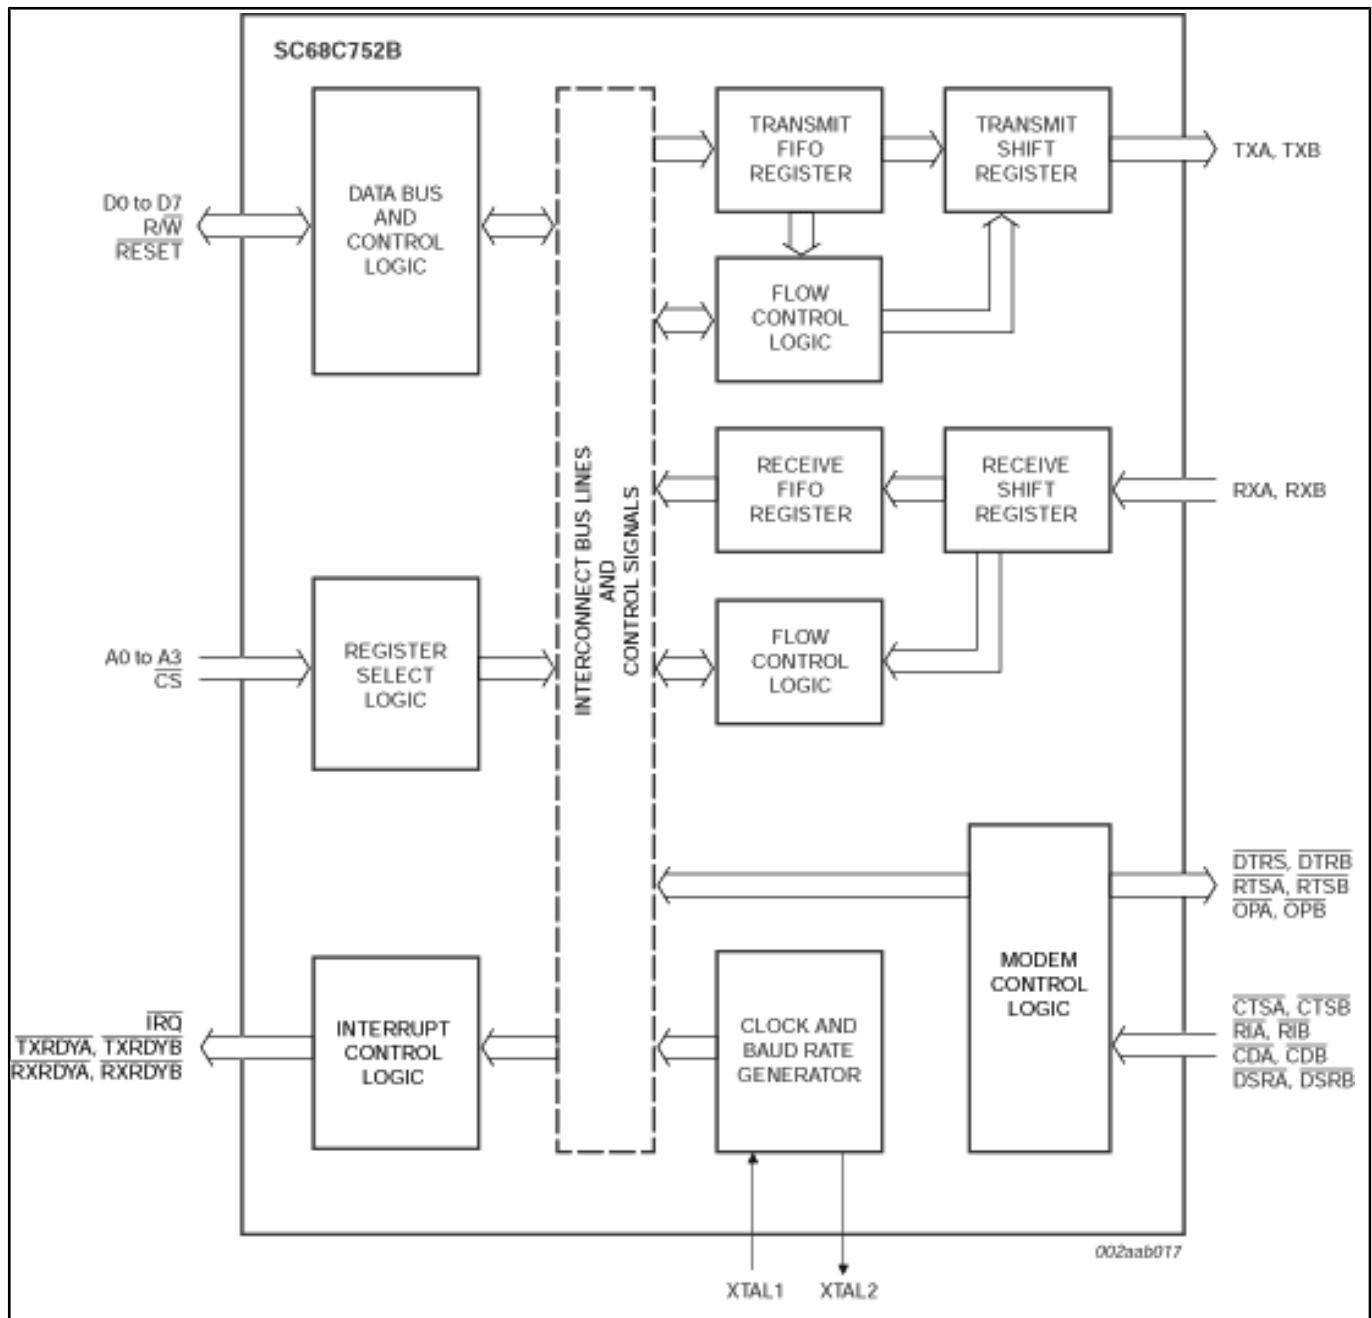 SC68C752B
D0 to D7
R/W
RESET
DATA BUS
AND
CONTROL
LOGIC
TRANSMIT
FIFO
REGISTER
TRANSMIT
SHIFT
REGISTER
TXA, TXB
FLOW
CONTROL
LOGIC
INTERCONNECT BUS LINES
AND
CONTROL SIGNALS
RECEIVE
FIFO
REGISTER
RECEIVE
SHIFT
REGISTER
RXA, RXB
A0 to A3
CS
REGISTER
SELECT
LOGIC
FLOW
CONTROL
LOGIC
DTRS, DTRB
RTSA, RTSB
OPA, OPB
MODEM
CONTROL
LOGIC
CTSA, CTSB
RIA, RIB
CDA, CDB
DSRA, DSRB
IRQ
TXRDYA, TXRDYB
RXRDYA, RXRDYB
INTERRUPT
CONTROL
LOGIC
CLOCK AND
BAUD RATE
GENERATOR
XTAL1 XTAL2
002aab017